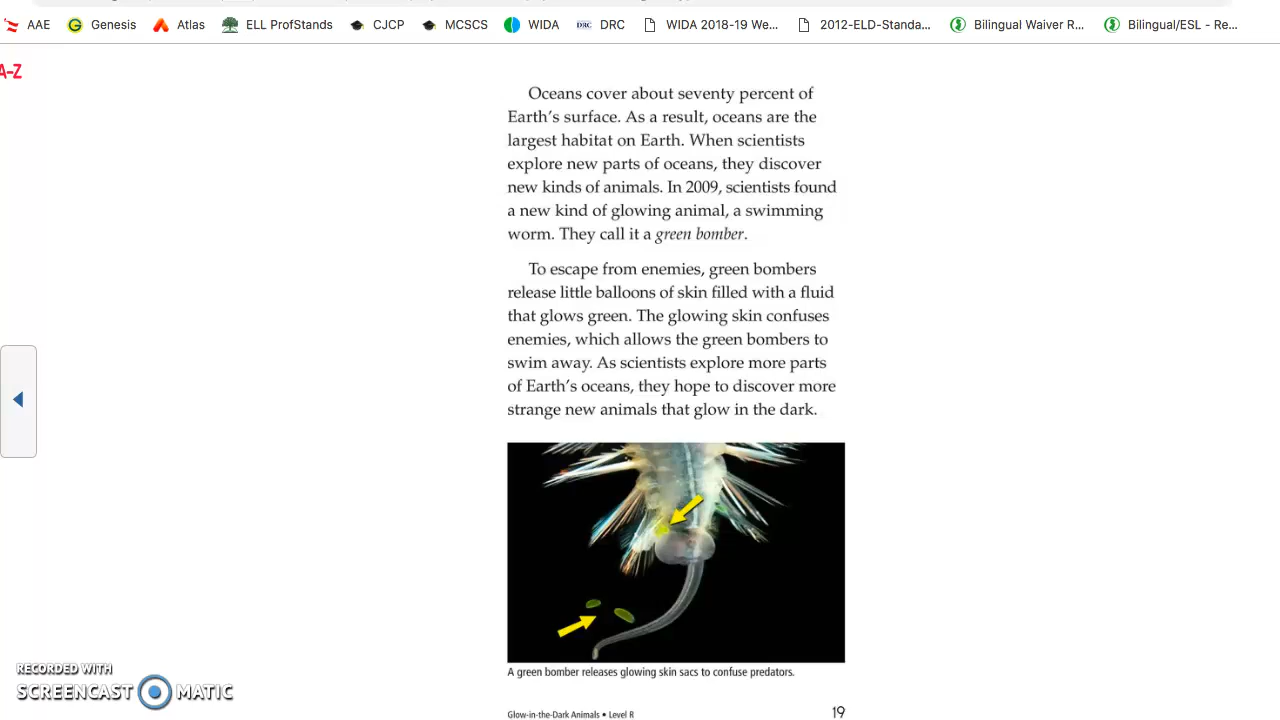 AAE Genesis Atlas ELL ProfStands CJCP MCSCS WIDA DRC DRC WIDA 2018-19 We... 2012-ELD-Standa... Bilingual Waiver R... Bilingual/ESL - Re...
A-Z
Oceans cover about seventy percent of
Earth's surface. As a result, oceans are the
largest habitat on Earth. When scientists
explore new parts of oceans, they discover
new kinds of animals. In 2009, scientists found
a new kind of glowing animal, a swimming
worm. They call it a green bomber.
To escape from enemies, green bombers
release little balloons of skin filled with a fluid
that glows green. The glowing skin confuses
enemies, which allows the green bombers to
swim away. As scientists explore more parts
of Earth's oceans, they hope to discover more
strange new animals that glow in the dark.
A green bomber releases glowing skin sacs to confuse predators.
RECORDED WITH
SCREENCAST MATIC
Glow-in-the-Dark Animals • Level R 19